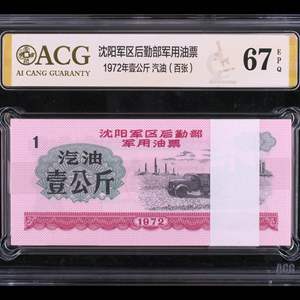 ACG
AI CANG GUARANTY
沈阳军区后勤部军用油票
1972年壹公斤 汽油（百张）
67
EPQ
1
沈阳军区后勤部
军用油票
汽油
壹公斤
1972
ACG